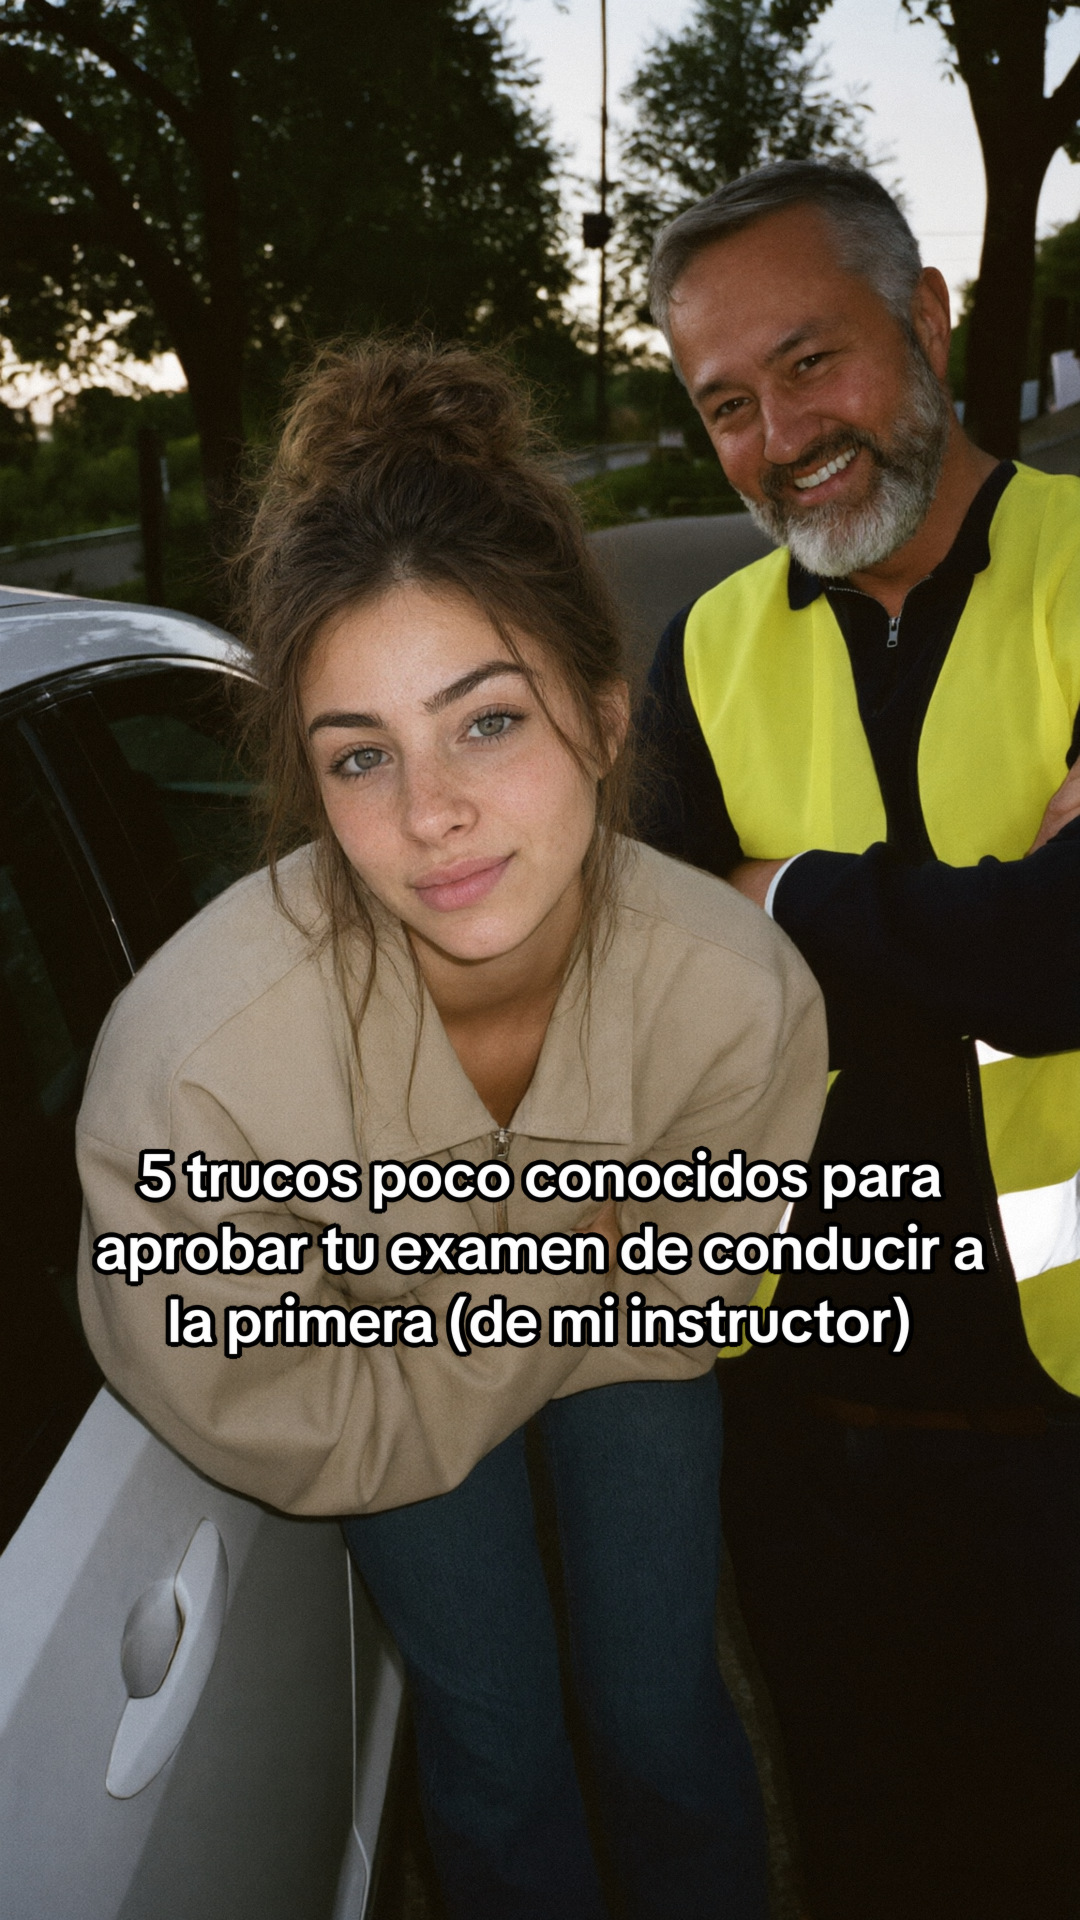 5 trucos poco conocidos para
aprobar tu examen de conducir a
la primera (de mi instructor)